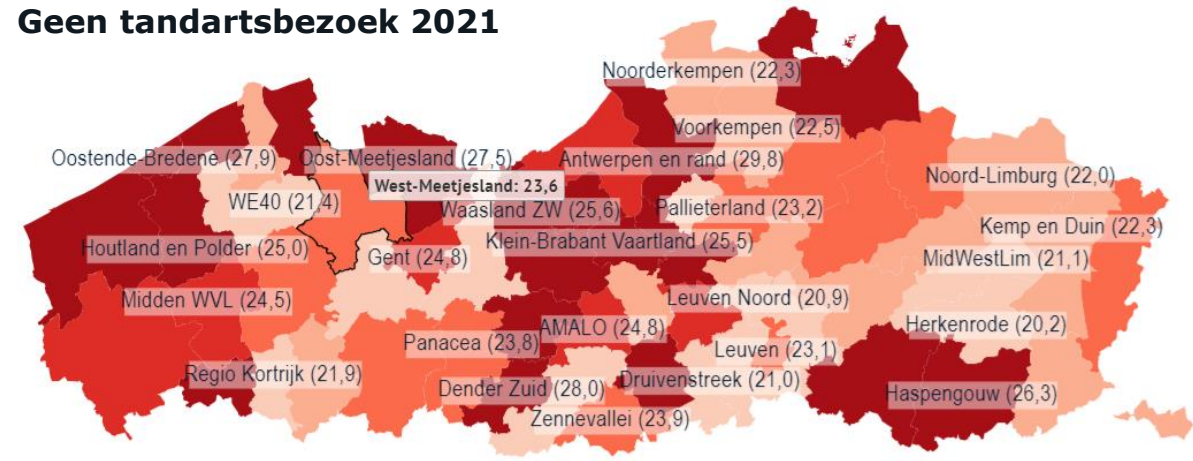 Geen tandartsbezoek 2021
Noorderkempen (22,3)
Voorkempen (22,5)
Oostende-Bredene (27,9)
Oost-Meetjesland (27,5)
Antwerpen en rand (29,8)
Noord-Limburg (22,0)
West-Meetjesland: 23,6
WE40 (21,4)
Waasland ZW (25,6)
Pallieterland (23,2)
Kemp en Duin (22,3)
Houtland en Polder (25,0)
Gent (24,8)
Klein-Brabant Vaartland (25,5)
MidWestLim (21,1)
Midden WVL (24,5)
Leuven Noord (20,9)
AMALO (24,8)
Herkenrode (20,2)
Panacea (23,8)
Leuven (23,1)
Regio Kortrijk (21,9)
Dender Zuid (28,0)
Druivenstreek (21,0)
Haspengouw (26,3)
Zennevallei (23,9)